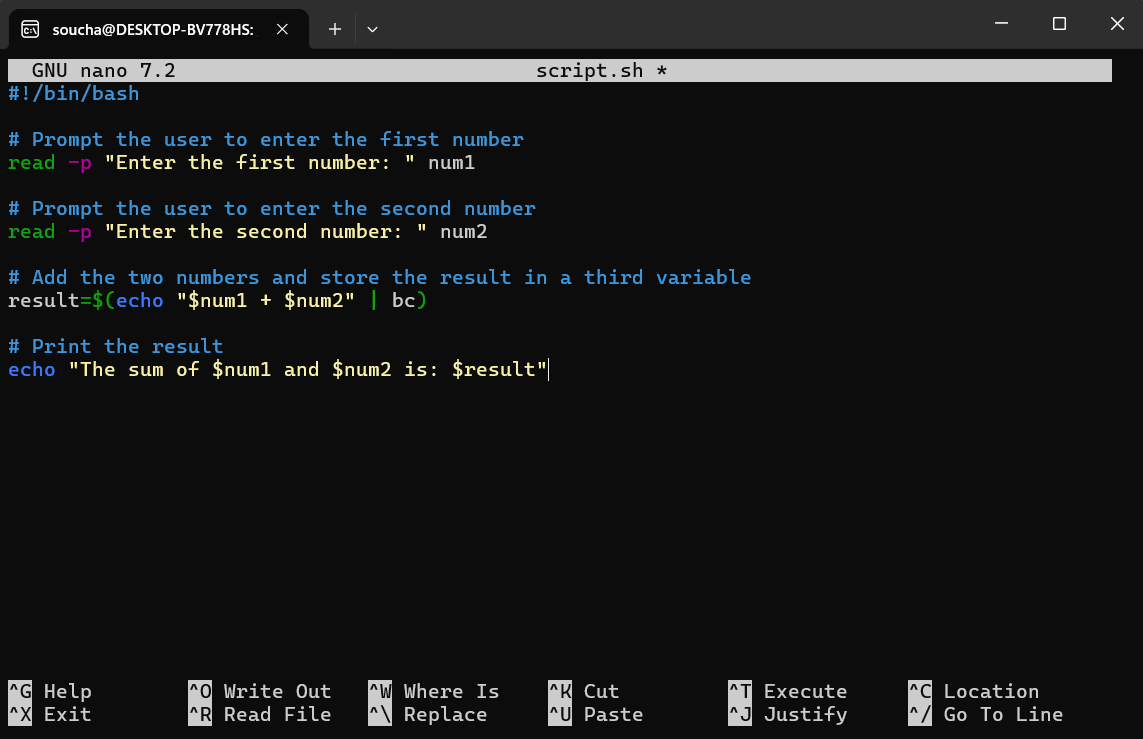 soucha@DESKTOP-BV778HS:
GNU nano 7.2 script.sh *
#!/bin/bash
# Prompt the user to enter the first number
read -p "Enter the first number: " num1
# Prompt the user to enter the second number
read -p "Enter the second number: " num2
# Add the two numbers and store the result in a third variable
result=$(echo "$num1 + $num2" | bc)
# Print the result
echo "The sum of $num1 and $num2 is: $result"
^G Help ^O Write Out ^W Where Is ^K Cut ^T Execute ^C Location
^X Exit ^R Read File ^\ Replace ^U Paste ^J Justify ^/ Go To Line